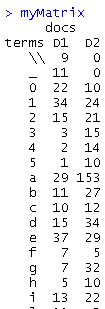 > myMatrix
docs
terms D1 D2
\\ 9 0
_ 11 0
0 22 10
1 34 24
2 15 21
3 3 15
4 2 14
5 1 10
a 29 153
b 11 27
c 10 12
d 15 34
e 37 29
f 7 5
g 7 32
h 5 10
i 13 22